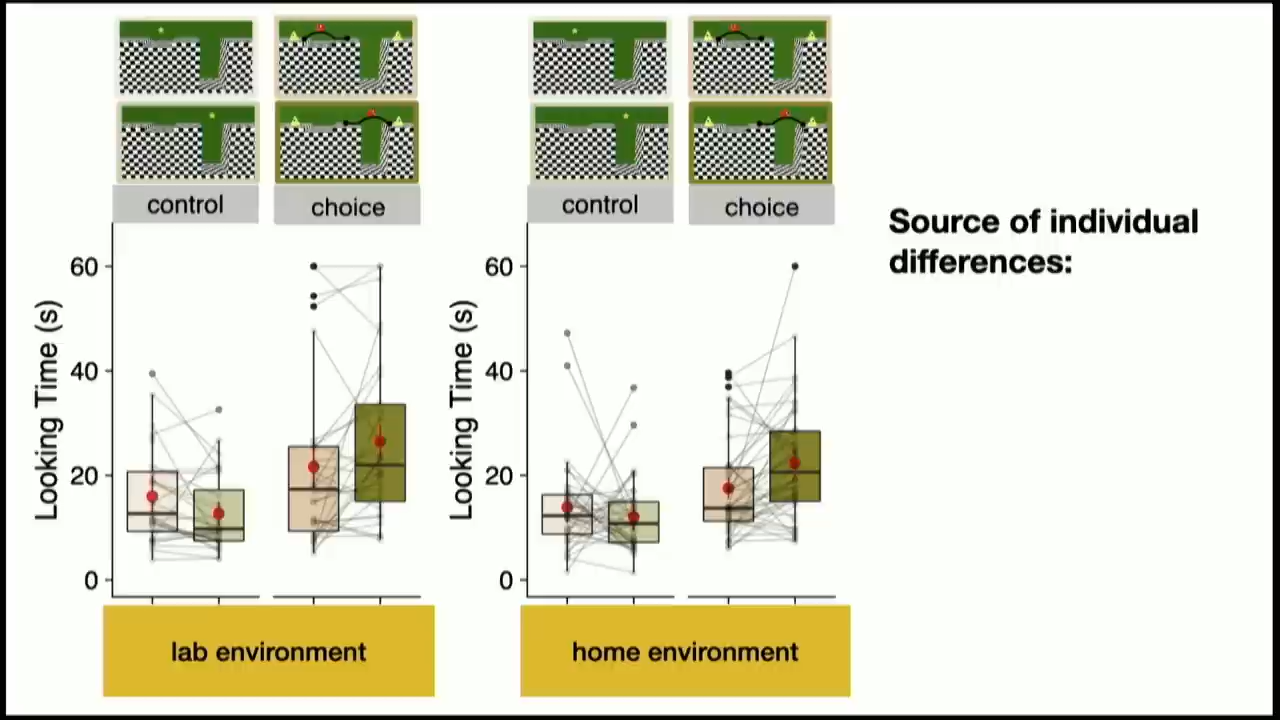 control
choice
control
choice
Source of individual
differences:
Looking Time (s)
60
40
20
0
Looking Time (s)
60
40
20
0
lab environment
home environment